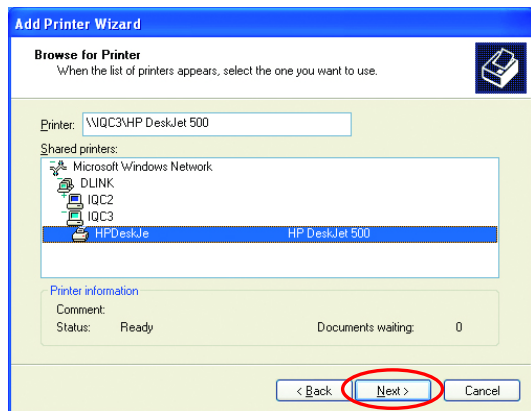 Add Printer Wizard
Browse for Printer
When the list of printers appears, select the one you want to use.
Printer: \\IQC3\HP DeskJet 500
Shared printers:
Microsoft Windows Network
DLINK
IQC2
IQC3
HPDeskJe HP DeskJet 500
Printer information
Comment:
Status: Ready Documents waiting: 0
< Back Next > Cancel